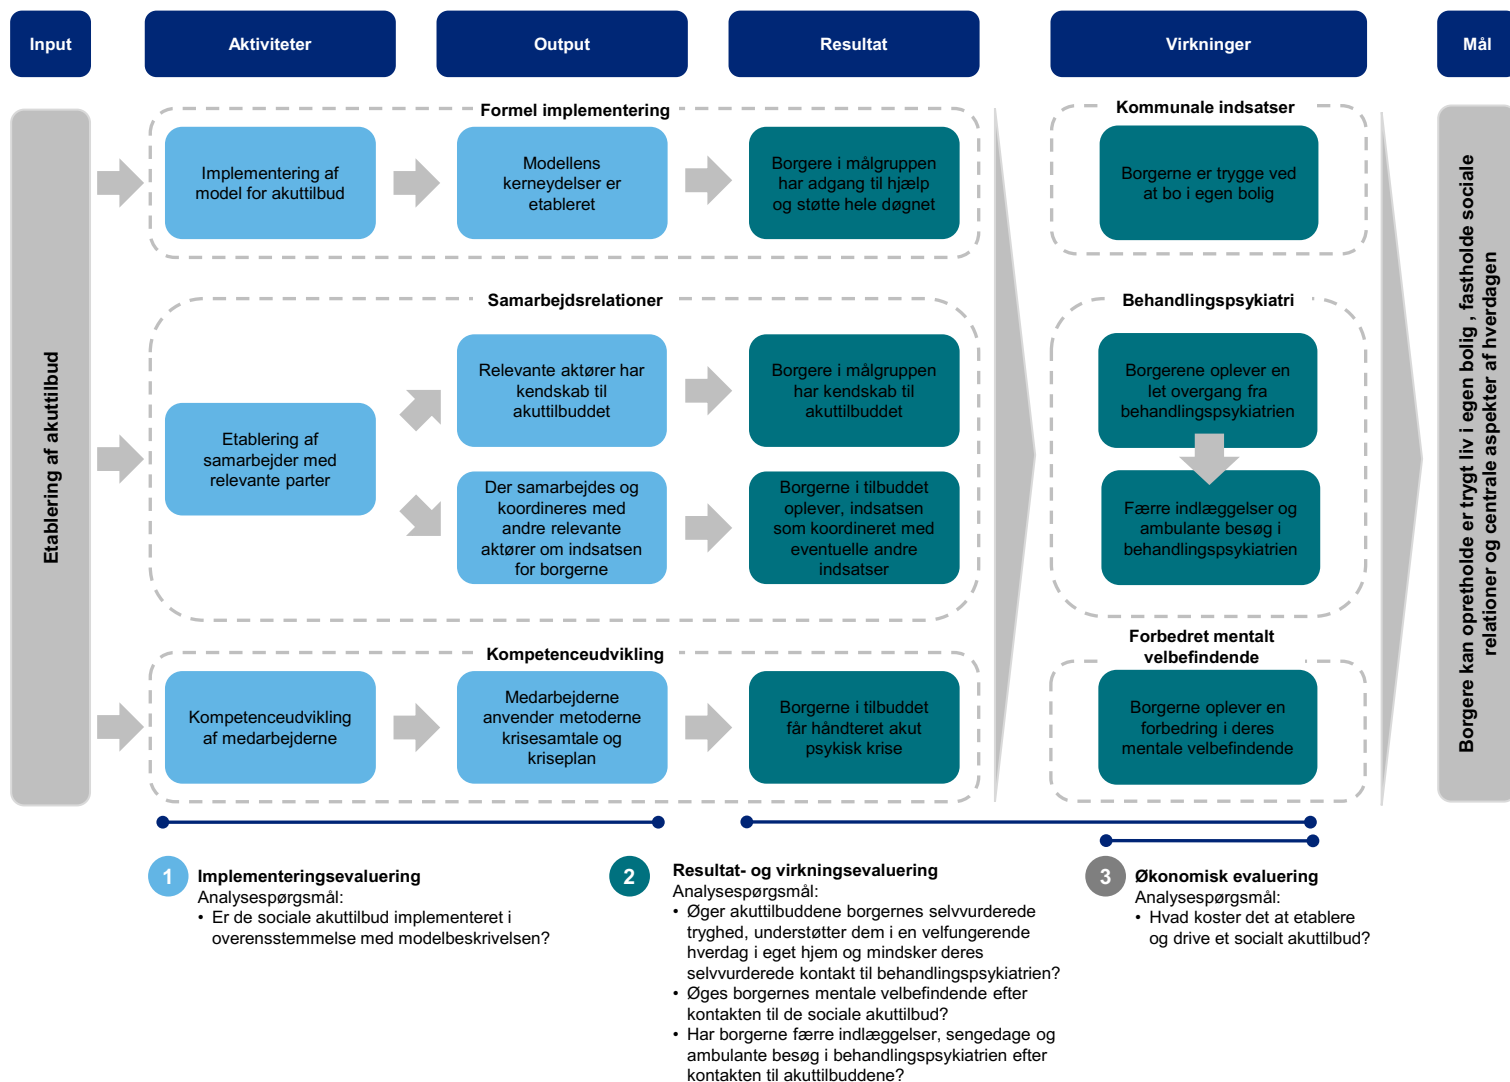 Input
Aktiviteter
Output
Resultat
Virkninger
Mål
Etablering af akuttilbud
Formel implementering
Implementering af
model for akuttilbud
Modellens
kerneydelser er
etableret
Borgere i målgruppen
har adgang til hjælp
og støtte hele døgnet
Samarbejdsrelationer
Etablering af
samarbejder med
relevante parter
Relevante aktører har
kendskab til
akuttilbuddet
Borgere i målgruppen
har kendskab til
akuttilbuddet
Der samarbejdes og
koordineres med
andre relevante
aktører om indsatsen
for borgerne
Borgerne i tilbuddet
oplever, indsatsen
som koordineret med
eventuelle andre
indsatser
Kompetenceudvikling
Kompetenceudvikling
af medarbejderne
Medarbejderne
anvender metoderne
krisesamtale og
kriseplan
Borgerne i tilbuddet
får håndteret akut
psykisk krise
Kommunale indsatser
Borgerne er trygge ved
at bo i egen bolig
Behandlingspsykiatri
Borgerene oplever en
let overgang fra
behandlingspsykiatrien
Færre indlæggelser og
ambulante besøg i
behandlingspsykiatrien
Forbedret mentalt
velbefindende
Borgerne oplever en
forbedring i deres
mentale velbefindende
Borgere kan opretholde er trygt liv i egen bolig , fastholde sociale
relationer og centrale aspekter af hverdagen
1
Implementeringsevaluering
Analysespørgsmål:
• Er de sociale akuttilbud implementeret i
overensstemmelse med modelbeskrivelsen?
2
Resultat- og virkningsevaluering
Analysespørgsmål:
• Øger akuttilbuddene borgernes selvvurderede
tryghed, understøtter dem i en velfungerende
hverdag i eget hjem og mindsker deres
selvvurderede kontakt til behandlingspsykiatrien?
• Øges borgernes mentale velbefindende efter
kontakten til de sociale akuttilbud?
• Har borgerne færre indlæggelser, sengedage og
ambulante besøg i behandlingspsykiatrien efter
kontakten til akuttilbuddene?
3
Økonomisk evaluering
Analysespørgsmål:
• Hvad koster det at etablere
og drive et socialt akuttilbud?